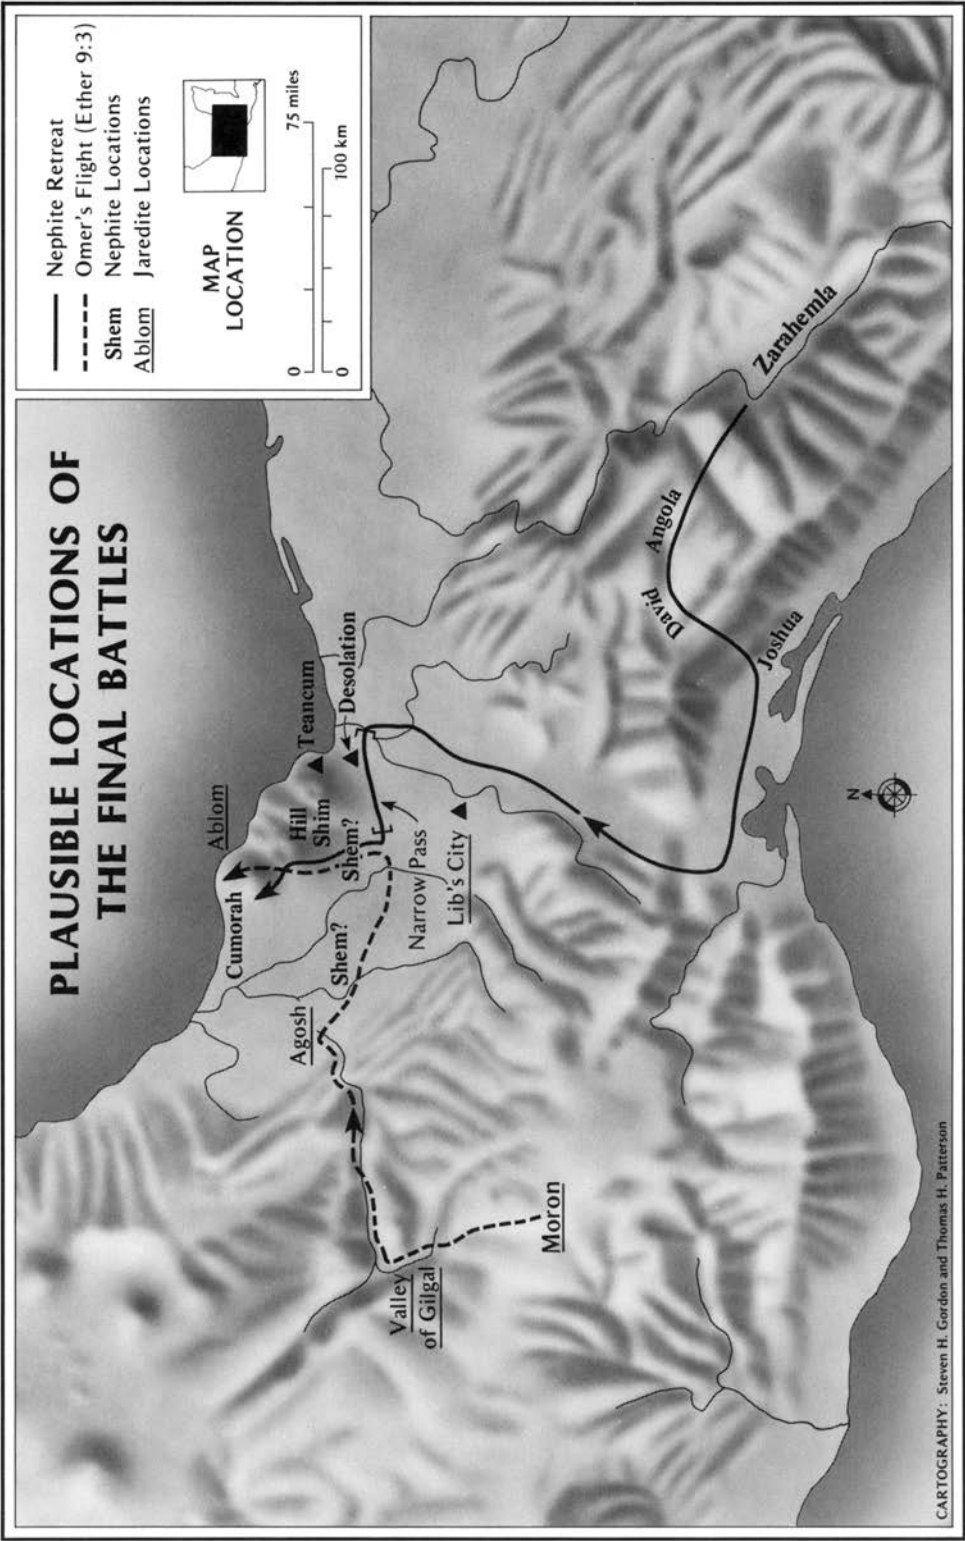 PLAUSIBLE LOCATIONS OF
THE FINAL BATTLES
Nephite Retreat
Omer's Flight (Ether 9:3)
Shem Nephite Locations
Ablom Jaredite Locations
MAP
LOCATION
0 75 miles
0 100 km
Ablom
Cumorah
Hill
Shim
Teancum
Desolation
Shem?
Shem?
Agosh
Narrow Pass
Lib's City
Valley
of Gilgal
Moron
Angola
David
Joshua
Zarahemla
N
CARTOGRAPHY: Steven H. Gordon and Thomas H. Patterson